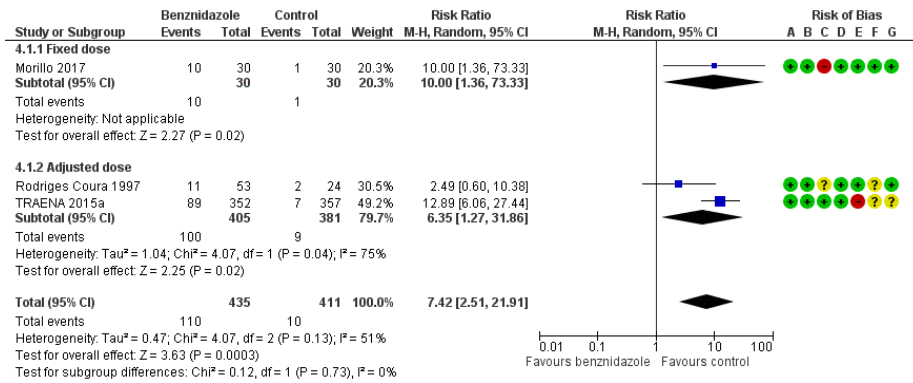 Benznidazole Control Risk Ratio Risk Ratio Risk of Bias
Study or Subgroup Events Total Events Total Weight M-H, Random, 95% CI M-H, Random, 95% CI A B C D E F G
4.1.1 Fixed dose
Morillo 2017 10 30 1 30 20.3% 10.00 [1.36, 73.33] + + - + + + +
Subtotal (95% CI) 30 30 20.3% 10.00 [1.36, 73.33]
Total events 10 1
Heterogeneity: Not applicable
Test for overall effect: Z = 2.27 (P = 0.02)
4.1.2 Adjusted dose
Rodriges Coura 1997 11 53 2 24 30.5% 2.49 [0.60, 10.38] + + ? + + ? +
TRAENA 2015a 89 352 7 357 49.2% 12.89 [6.06, 27.44] + + + + - ? ?
Subtotal (95% CI) 405 381 79.7% 6.35 [1.27, 31.86]
Total events 100 9
Heterogeneity: Tau² = 1.04; Chi² = 4.07, df = 1 (P = 0.04); I² = 75%
Test for overall effect: Z = 2.25 (P = 0.02)
Total (95% CI) 435 411 100.0% 7.42 [2.51, 21.91]
Total events 110 10
Heterogeneity: Tau² = 0.47; Chi² = 4.07, df = 2 (P = 0.13); I² = 51%
Test for overall effect: Z = 3.63 (P = 0.0003)
Test for subgroup differences: Chi² = 0.12, df = 1 (P = 0.73), I² = 0%
0.01 0.1 1 10 100
Favours benznidazole Favours control